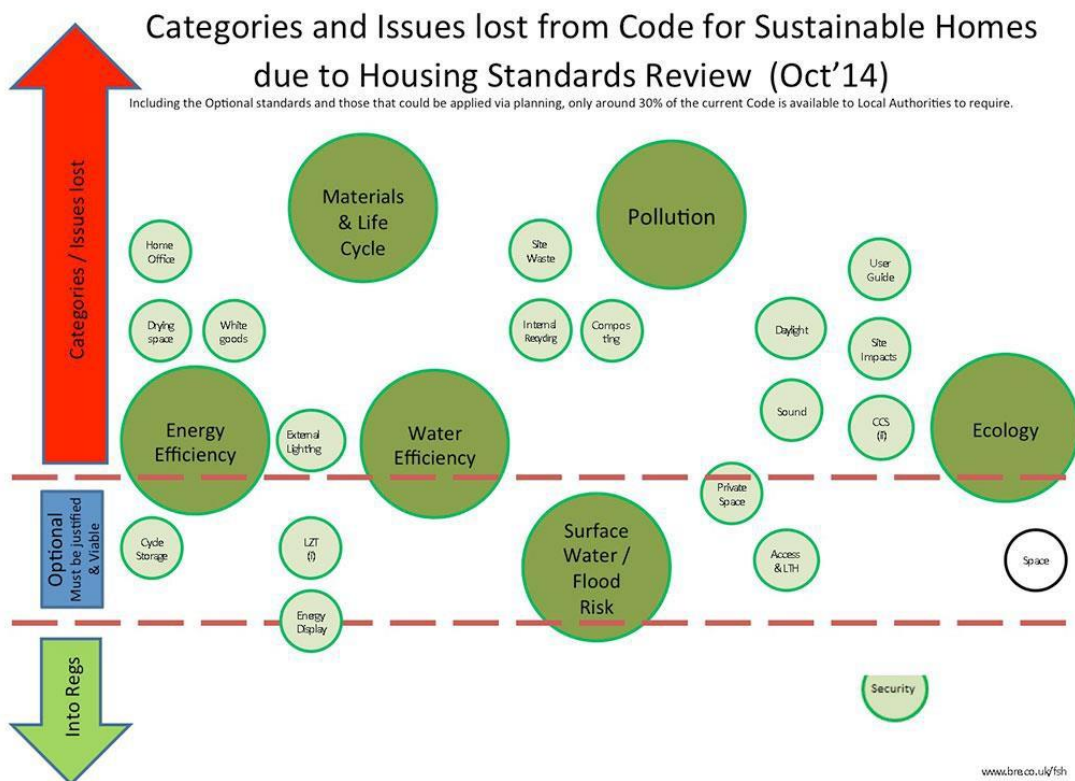 Categories and Issues lost from Code for Sustainable Homes
due to Housing Standards Review (Oct'14)
Including the Optional standards and those that could be applied via planning, only around 30% of the current Code is available to Local Authorities to require.
Categories / Issues lost
Materials
& Life
Cycle
Pollution
Home
Office
Site
Waste
User
Guide
Drying
space
White
goods
Internal
Recycling
Compos
ting
Daylight
Site
Impacts
Energy
Efficiency
External
Lighting
Water
Efficiency
Sound
CCS
(if)
Ecology
Private
Space
Optional
Must be justified
& Viable
Cycle
Storage
LZT
(if)
Surface
Water /
Flood
Risk
Access
& LTH
Space
Energy
Display
Into Regs
Security
www.bre.co.uk/fsh